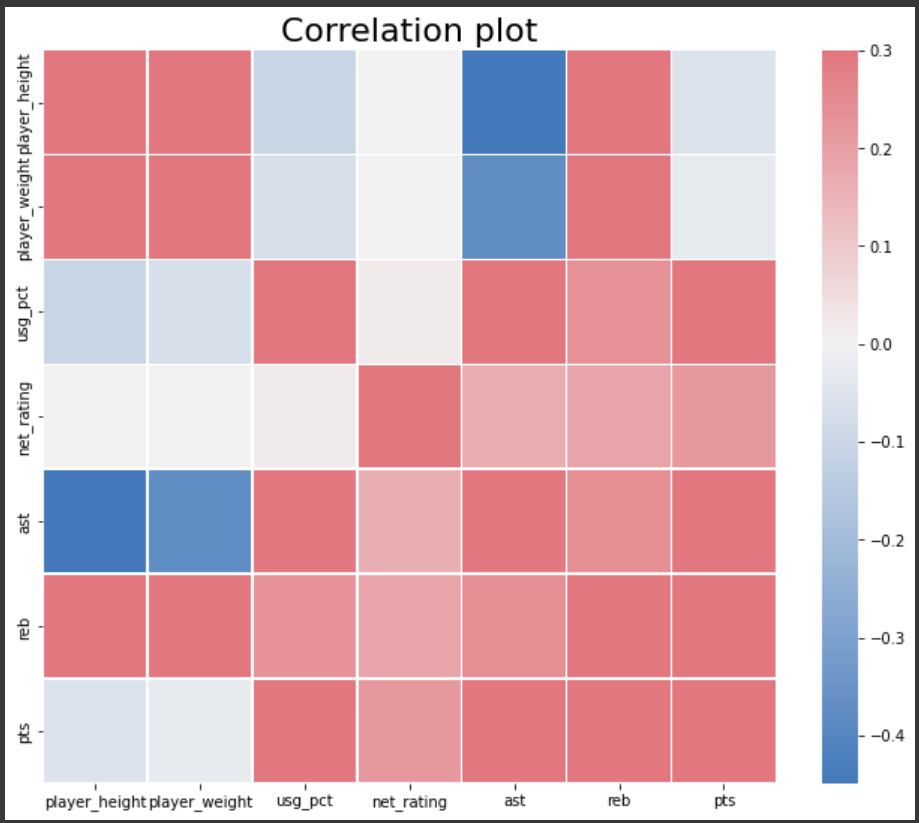 Correlation plot
player_height
player_weight
usg_pct
net_rating
ast
reb
pts
player_height player_weight usg_pct net_rating ast reb pts
0.3
0.2
0.1
0.0
−0.1
−0.2
−0.3
−0.4